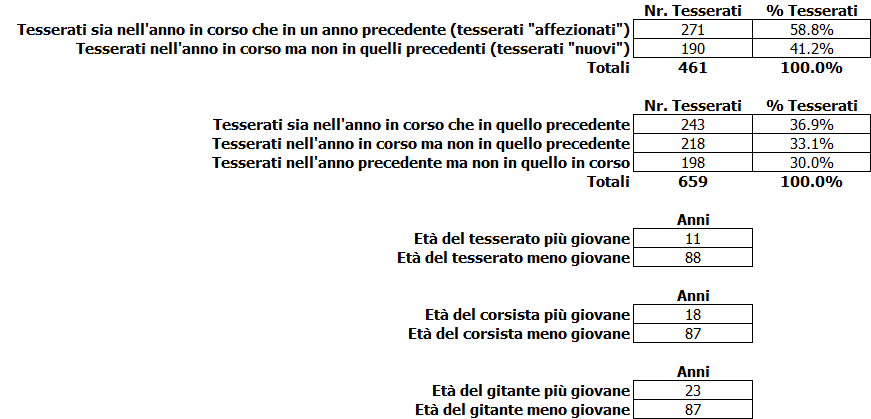 Nr. Tesserati % Tesserati
Tesserati sia nell'anno in corso che in un anno precedente (tesserati "affezionati") 271 58.8%
Tesserati nell'anno in corso ma non in quelli precedenti (tesserati "nuovi") 190 41.2%
Totali 461 100.0%
Nr. Tesserati % Tesserati
Tesserati sia nell'anno in corso che in quello precedente 243 36.9%
Tesserati nell'anno in corso ma non in quello precedente 218 33.1%
Tesserati nell'anno precedente ma non in quello in corso 198 30.0%
Totali 659 100.0%
Anni
Età del tesserato più giovane 11
Età del tesserato meno giovane 88
Anni
Età del corsista più giovane 18
Età del corsista meno giovane 87
Anni
Età del gitante più giovane 23
Età del gitante meno giovane 87